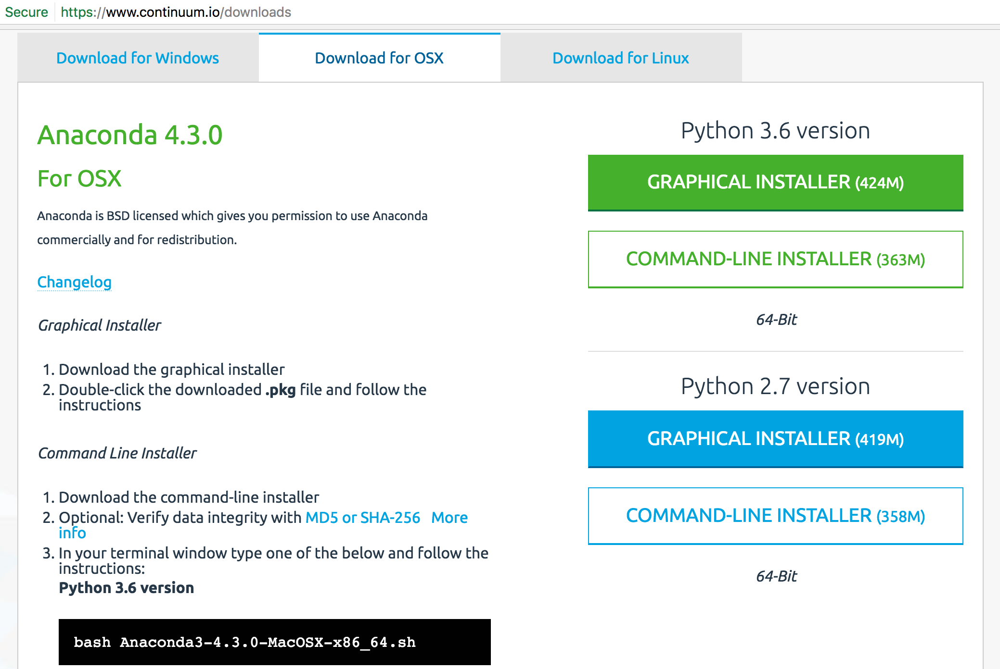 Secure https://www.continuum.io/downloads
Download for Windows
Download for OSX
Download for Linux
Anaconda 4.3.0
For OSX
Anaconda is BSD licensed which gives you permission to use Anaconda
commercially and for redistribution.
Changelog
Graphical Installer
1. Download the graphical installer
2. Double-click the downloaded .pkg file and follow the
instructions
Command Line Installer
1. Download the command-line installer
2. Optional: Verify data integrity with MD5 or SHA-256 More
info
3. In your terminal window type one of the below and follow the
instructions:
Python 3.6 version
bash Anaconda3-4.3.0-MacOSX-x86_64.sh
Python 3.6 version
GRAPHICAL INSTALLER (424M)
COMMAND-LINE INSTALLER (363M)
64-Bit
Python 2.7 version
GRAPHICAL INSTALLER (419M)
COMMAND-LINE INSTALLER (358M)
64-Bit